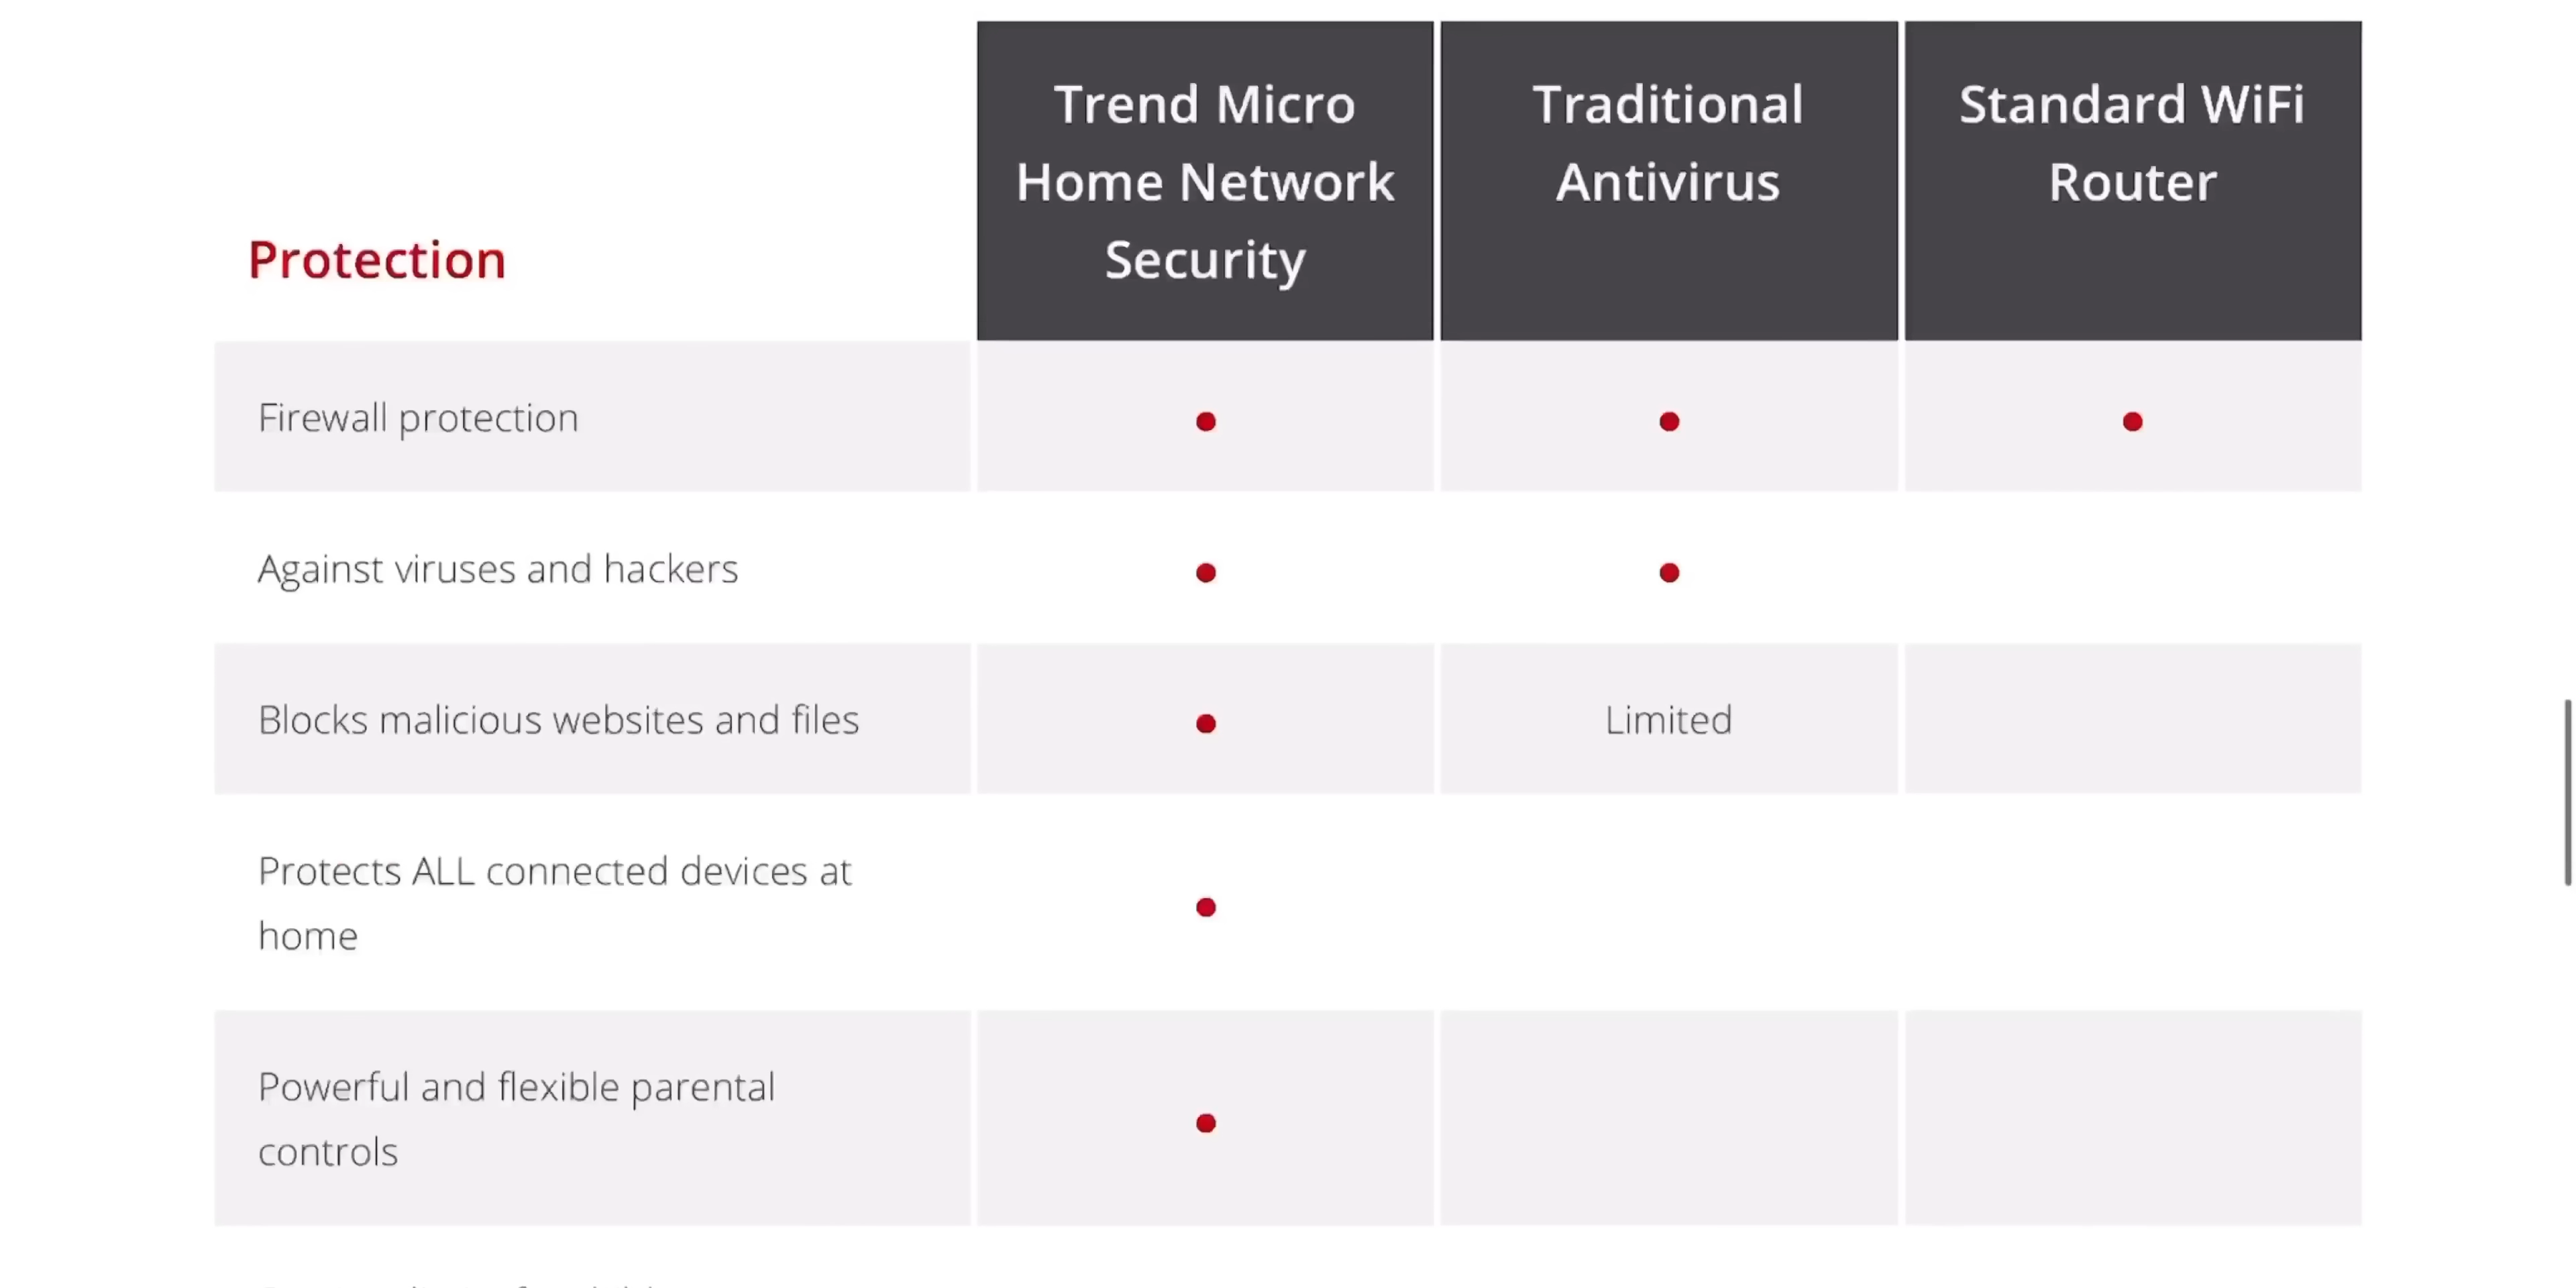 Trend Micro
Home Network
Security
Traditional
Antivirus
Standard WiFi
Router
Protection
Firewall protection
Against viruses and hackers
Blocks malicious websites and files
Limited
Protects ALL connected devices at
home
Powerful and flexible parental
controls